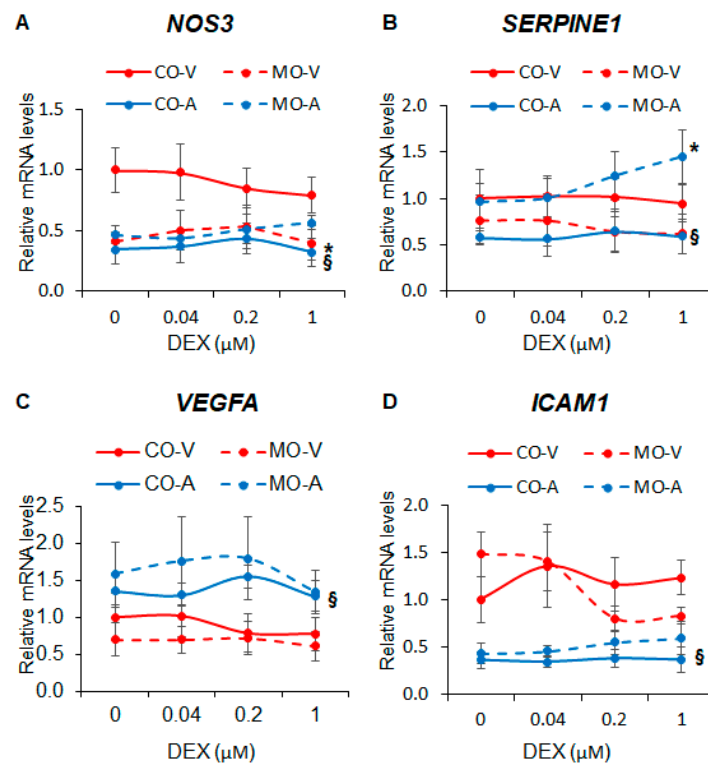 A NOS3
CO-V MO-V
CO-A MO-A
Relative mRNA levels
1.5
1.0
0.5
0.0
*
§
0 0.04 0.2 1
DEX (μM)
B SERPINE1
CO-V MO-V
CO-A MO-A
Relative mRNA levels
2.0
1.5
1.0
0.5
0.0
*
§
0 0.04 0.2 1
DEX (μM)
C VEGFA
CO-V MO-V
CO-A MO-A
Relative mRNA levels
2.5
2.0
1.5
1.0
0.5
0.0
§
0 0.04 0.2 1
DEX (μM)
D ICAM1
CO-V MO-V
CO-A MO-A
Relative mRNA levels
2.0
1.5
1.0
0.5
0.0
§
0 0.04 0.2 1
DEX (μM)